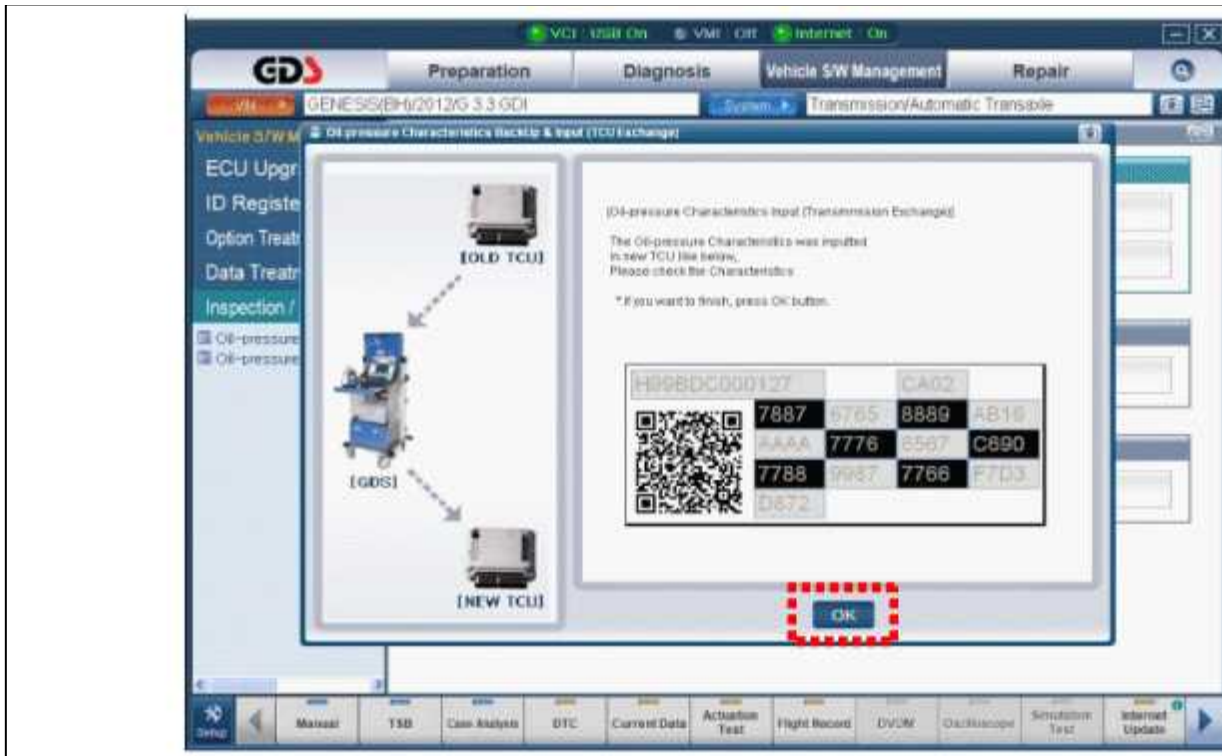 VCI : USB On VMI : Off Internet : On
GDS Preparation Diagnosis Vehicle S/W Management Repair
VIN GENESIS(BH)/2012/G 3.3 GDI System Transmission/Automatic Transaxle
Vehicle S/W M
Oil-pressure Characteristics BackUp & Input (TCU Exchange)
ECU Upgr
ID Registe
Option Treatr
Data Treatr
Inspection /
Oil-pressure
Oil-pressure
[OLD TCU]
[GDS]
[NEW TCU]
[Oil-pressure Characteristics Input (Transmission Exchange)]
The Oil-pressure Characteristics was inputted
in new TCU like below,
Please check the Characteristics
* If you want to finish, press OK button.
H99BDC000127 CA02
7887 6765 8889 AB16
AAAA 7776 6567 C690
7788 9987 7766 F7D3
D872
OK
Setup Manual TSB Case Analysis DTC Current Data Actuation Test Flight Record DVOM Oscilloscope Simulation Test Internet Update